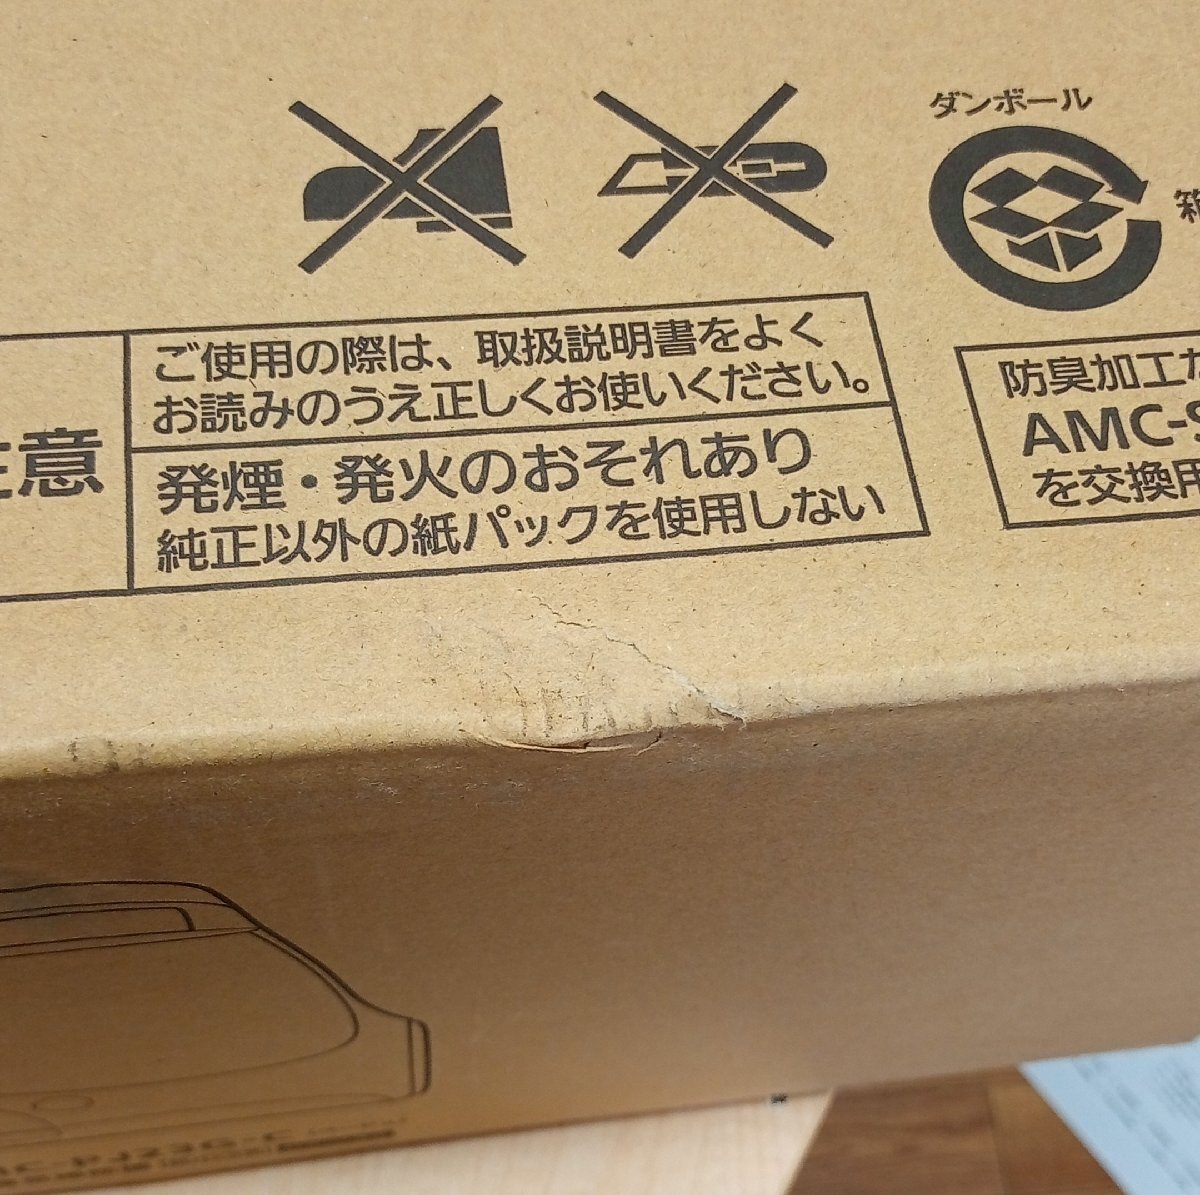 ダンボール
箱
ご使用の際は、取扱説明書をよく
お読みのうえ正しくお使いください。
注意
発煙・発火のおそれあり
純正以外の紙パックを使用しない
防臭加工
AMC-S
を交換用